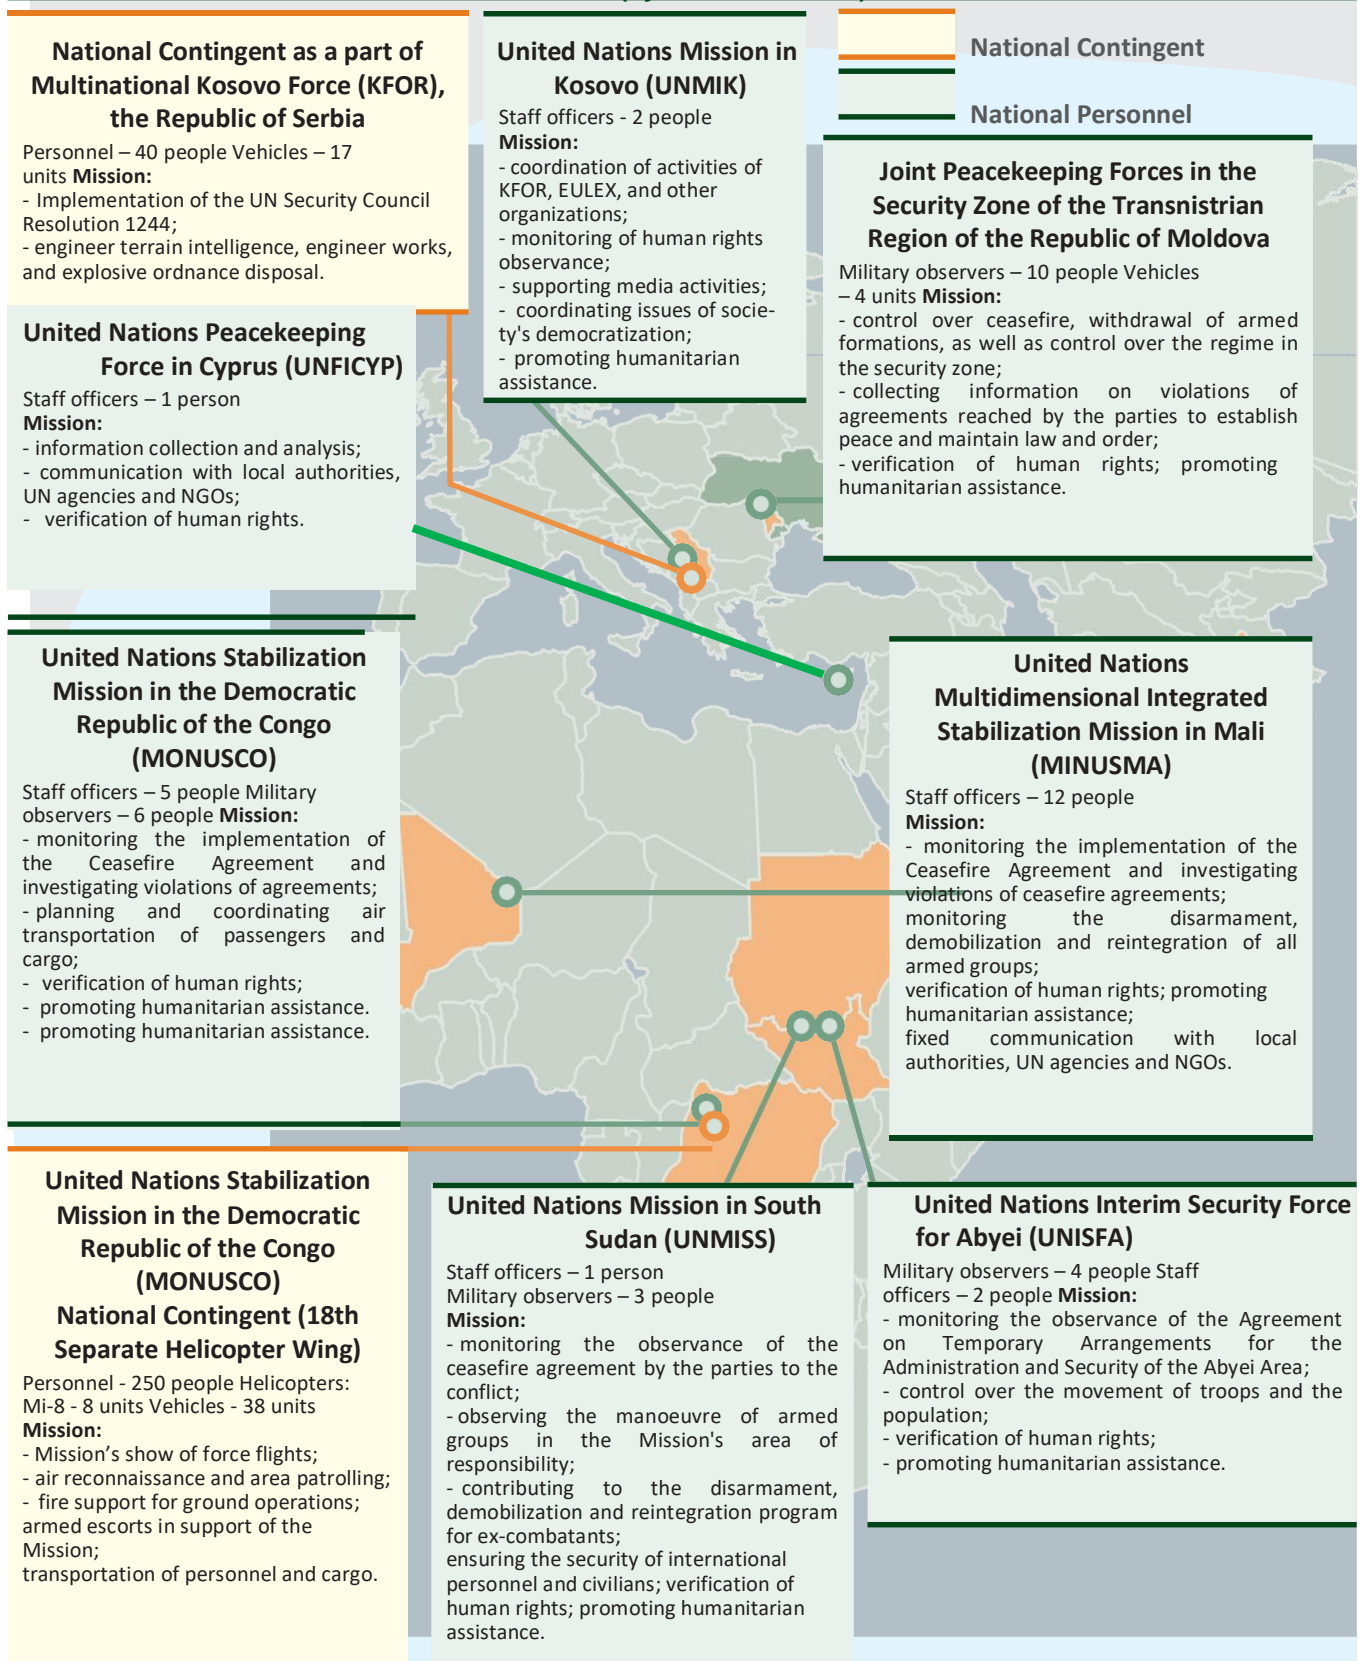 National Contingent as a part of
Multinational Kosovo Force (KFOR),
the Republic of Serbia
Personnel – 40 people Vehicles – 17
units Mission:
- Implementation of the UN Security Council
Resolution 1244;
- engineer terrain intelligence, engineer works,
and explosive ordnance disposal.
United Nations Mission in
Kosovo (UNMIK)
Staff officers - 2 people
Mission:
- coordination of activities of
KFOR, EULEX, and other
organizations;
- monitoring of human rights
observance;
- supporting media activities;
- coordinating issues of socie-
ty's democratization;
- promoting humanitarian
assistance.
National Contingent
National Personnel
Joint Peacekeeping Forces in the
Security Zone of the Transnistrian
Region of the Republic of Moldova
Military observers – 10 people Vehicles
– 4 units Mission:
- control over ceasefire, withdrawal of armed
formations, as well as control over the regime in
the security zone;
- collecting information on violations of
agreements reached by the parties to establish
peace and maintain law and order;
- verification of human rights; promoting
humanitarian assistance.
United Nations Peacekeeping
Force in Cyprus (UNFICYP)
Staff officers – 1 person
Mission:
- information collection and analysis;
- communication with local authorities,
UN agencies and NGOs;
- verification of human rights.
United Nations Stabilization
Mission in the Democratic
Republic of the Congo
(MONUSCO)
Staff officers – 5 people Military
observers – 6 people Mission:
- monitoring the implementation of
the Ceasefire Agreement and
investigating violations of agreements;
- planning and coordinating air
transportation of passengers and
cargo;
- verification of human rights;
- promoting humanitarian assistance.
- promoting humanitarian assistance.
United Nations
Multidimensional Integrated
Stabilization Mission in Mali
(MINUSMA)
Staff officers – 12 people
Mission:
- monitoring the implementation of the
Ceasefire Agreement and investigating
violations of ceasefire agreements;
monitoring the disarmament,
demobilization and reintegration of all
armed groups;
verification of human rights; promoting
humanitarian assistance;
fixed communication with local
authorities, UN agencies and NGOs.
United Nations Stabilization
Mission in the Democratic
Republic of the Congo
(MONUSCO)
National Contingent (18th
Separate Helicopter Wing)
Personnel - 250 people Helicopters:
Mi-8 - 8 units Vehicles - 38 units
Mission:
- Mission’s show of force flights;
- air reconnaissance and area patrolling;
- fire support for ground operations;
armed escorts in support of the
Mission;
transportation of personnel and cargo.
United Nations Mission in South
Sudan (UNMISS)
Staff officers – 1 person
Military observers – 3 people
Mission:
- monitoring the observance of the
ceasefire agreement by the parties to the
conflict;
- observing the manoeuvre of armed
groups in the Mission's area of
responsibility;
- contributing to the disarmament,
demobilization and reintegration program
for ex-combatants;
ensuring the security of international
personnel and civilians; verification of
human rights; promoting humanitarian
assistance.
United Nations Interim Security Force
for Abyei (UNISFA)
Military observers – 4 people Staff
officers – 2 people Mission:
- monitoring the observance of the Agreement
on Temporary Arrangements for the
Administration and Security of the Abyei Area;
- control over the movement of troops and the
population;
- verification of human rights;
- promoting humanitarian assistance.